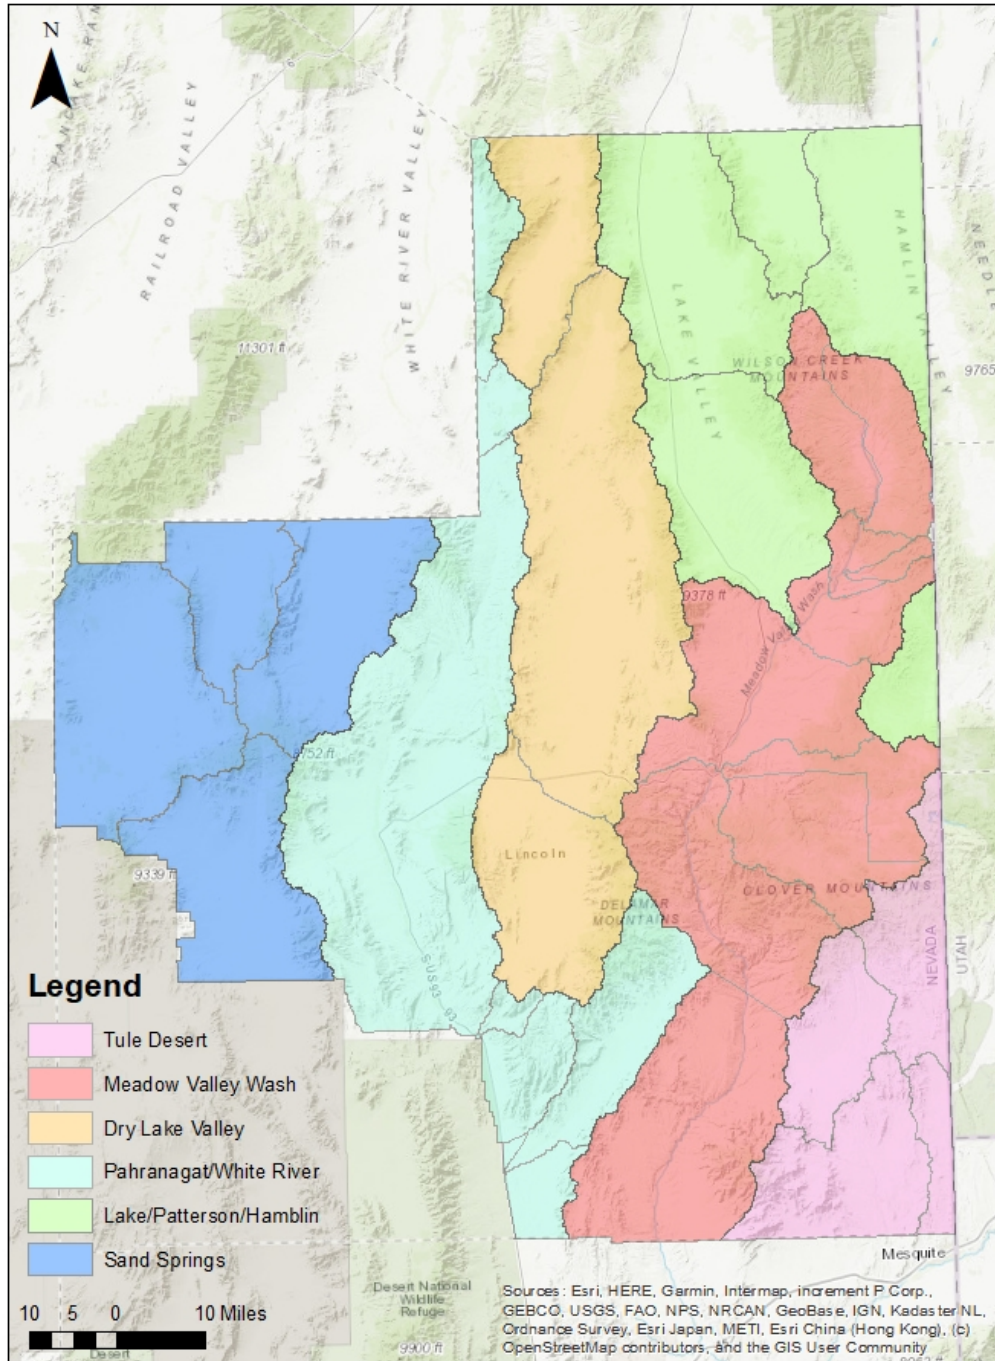 N
PANCAKE RAN
RAILROAD VALLEY
WHITE RIVER VALLEY
HAMLIN VALLEY
NEEDLE
LAKE VALLEY
11301 ft
WILSON CREEK
MOUNTAINS
9765
9378 ft
Meadow Valley Wash
752 ft
Lincoln
9339 f
CLOVER MOUNTAINS
DELAMAR
MOUNTAINS
NEVADA
UTAH
US93
93
Legend
Tule Desert
Meadow Valley Wash
Dry Lake Valley
Pahranagat/White River
Lake/Patterson/Hamblin
Sand Springs
Mesquite
10 5 0 10 Miles
Desert
Desert National
Wildlife
Refuge
9900 ft
Sources: Esri, HERE, Garmin, Intermap, increment P Corp.,
GEBCO, USGS, FAO, NPS, NRCAN, GeoBase, IGN, Kadaster NL,
Ordnance Survey, Esri Japan, METI, Esri China (Hong Kong), (c)
OpenStreetMap contributors, and the GIS User Community